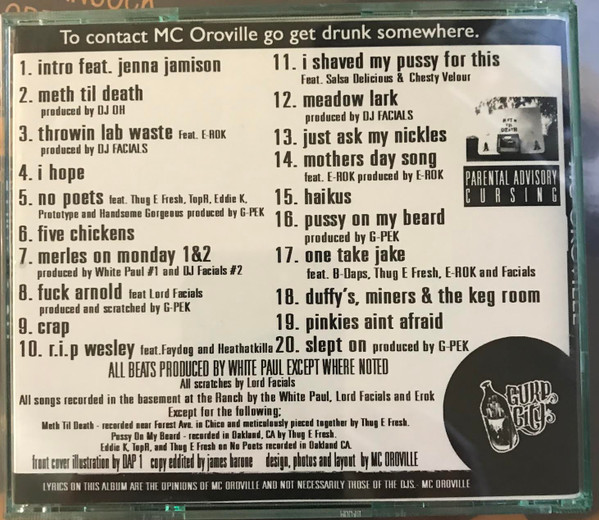 To contact MC Oroville go get drunk somewhere.
1. intro feat. jenna jamison
2. meth til death
produced by DJ OH
3. throwin lab waste feat. E-ROK
produced by DJ FACIALS
4. i hope
5. no poets feat. Thug E Fresh, TopR, Eddie K,
Prototype and Handsome Gorgeous produced by G-PEK
6. five chickens
7. merles on monday 1&2
produced by White Paul #1 and DJ Facials #2
8. fuck arnold feat Lord Facials
produced and scratched by G-PEK
9. crap
10. r.i.p wesley feat.Faydog and Heathatkilla
11. i shaved my pussy for this
Feat. Salsa Delicious & Chesty Velour
12. meadow lark
produced by DJ FACIALS
13. just ask my nickles
14. mothers day song
feat. E-ROK produced by E-ROK
15. haikus
16. pussy on my beard
produced by G-PEK
17. one take jake
feat. B-Daps, Thug E Fresh, E-ROK and Facials
18. duffy's, miners & the keg room
19. pinkies aint afraid
20. slept on produced by G-PEK
PARENTAL ADVISORY
CURSING
ALL BEATS PRODUCED BY WHITE PAUL EXCEPT WHERE NOTED
All scratches by Lord Facials
All songs recorded in the basement at the Ranch by the White Paul, Lord Facials and Erok
Except for the following;
Meth Til Death - recorded near Forest Ave. in Chico and meticulously pieced together by Thug E Fresh.
Pussy On My Beard - recorded in Oakland, CA by Thug E Fresh.
Eddie K, TopR, and Thug E Fresh on No Poets recorded in Oakland CA.
front cover illustration by DAP 1 copy eddited by james barone design, photos and layout by MC OROVILLE
LYRICS ON THIS ALBUM ARE THE OPINIONS OF MC OROVILLE AND NOT NECESSARILY THOSE OF THE DJS.- MC OROVILLE